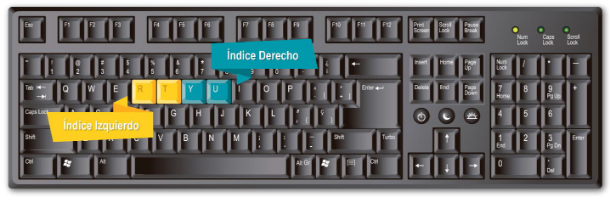 Esc F1 F2 F3 F4 F5 F6 F7 F8 F9 F10 F11 F12 Print Screen Scroll Lock Pause Break
Num Lock Caps Lock Scroll Lock
Índice Derecho
Insert Home Page Up Num Lock / * -
Tab Q W E R T Y U I O P Enter
Delete End Page Down 7 Home 8 9 Pg Up +
Caps Lock G H J K L 4 5 6
Índice Izquierdo
Shift B N M Shift Turbo 1 End 2 3 Pg Dn Enter
Ctrl Alt Alt Gr Ctrl 0 Del